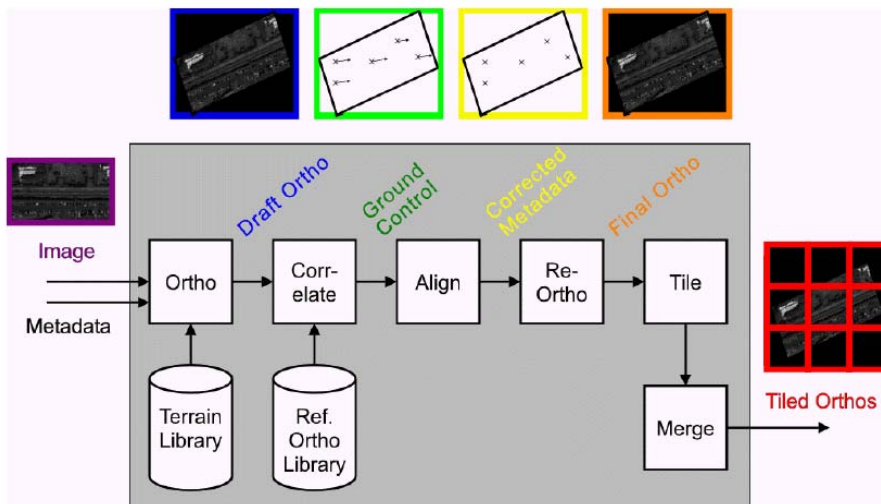 Draft Ortho
Ground
Control
Corrected
Metadata
Final Ortho
Image
Metadata
Ortho
Corr-
elate
Align
Re-
Ortho
Tile
Terrain
Library
Ref.
Ortho
Library
Merge
Tiled Orthos